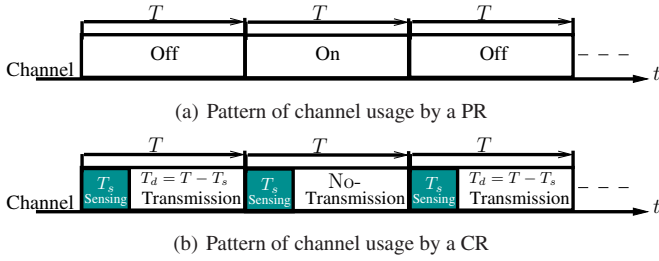 T T T
Off On Off
Channel t
(a) Pattern of channel usage by a PR
T T T
T_s Sensing T_d = T − T_s Transmission T_s Sensing No-Transmission T_s Sensing T_d = T − T_s Transmission
Channel t
(b) Pattern of channel usage by a CR